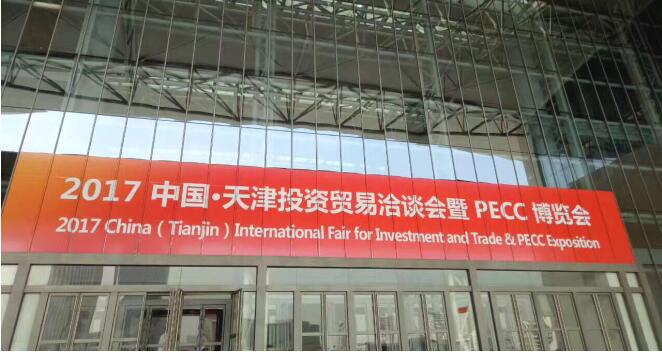 2017 中国·天津投资贸易洽谈会暨 PECC 博览会
2017 China（Tianjin）International Fair for Investment and Trade & PECC Exposition